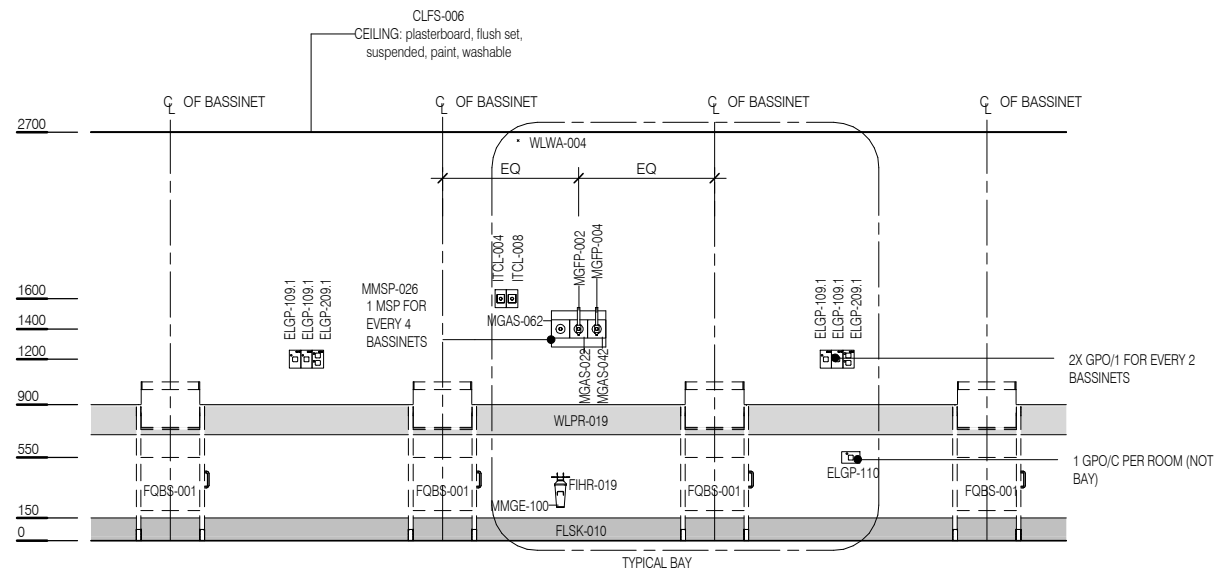 CLFS-006
CEILING: plasterboard, flush set,
suspended, paint, washable
CL OF BASSINET
CL OF BASSINET
CL OF BASSINET
CL OF BASSINET
2700
WLWA-004
EQ
EQ
ITCL-004
ITCL-008
MGFP-002
MGFP-004
1600
1400
1200
900
550
150
0
ELGP-109.1
ELGP-109.1
ELGP-209.1
MMSP-026
1 MSP FOR
EVERY 4
BASSINETS
MGAS-062
MGAS-022
MGAS-042
ELGP-109.1
ELGP-109.1
ELGP-209.1
2X GPO/1 FOR EVERY 2
BASSINETS
WLPR-019
ELGP-110
1 GPO/C PER ROOM (NOT
BAY)
FQBS-001
FQBS-001
FIHR-019
MMGE-100
FQBS-001
FQBS-001
FLSK-010
TYPICAL BAY